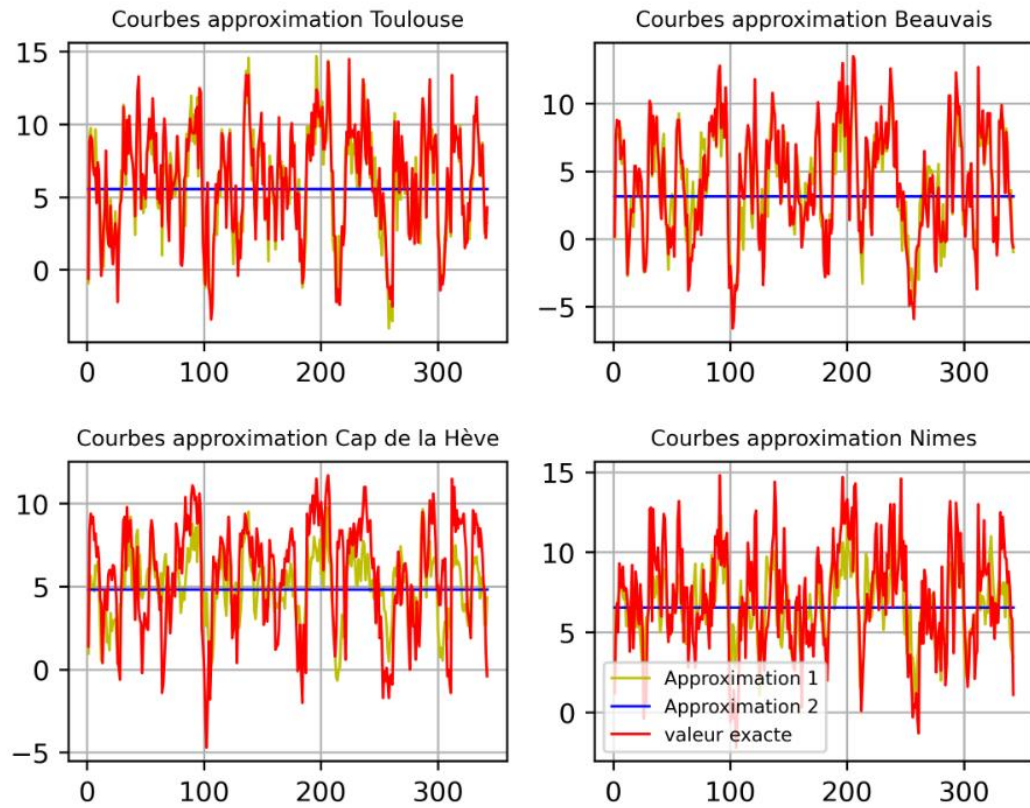 Courbes approximation Toulouse
15
10
5
0
0 100 200 300
Courbes approximation Beauvais
10
5
0
−5
0 100 200 300
Courbes approximation Cap de la Hève
10
5
0
−5
0 100 200 300
Courbes approximation Nimes
15
10
5
0
Approximation 1
Approximation 2
valeur exacte
0 100 200 300